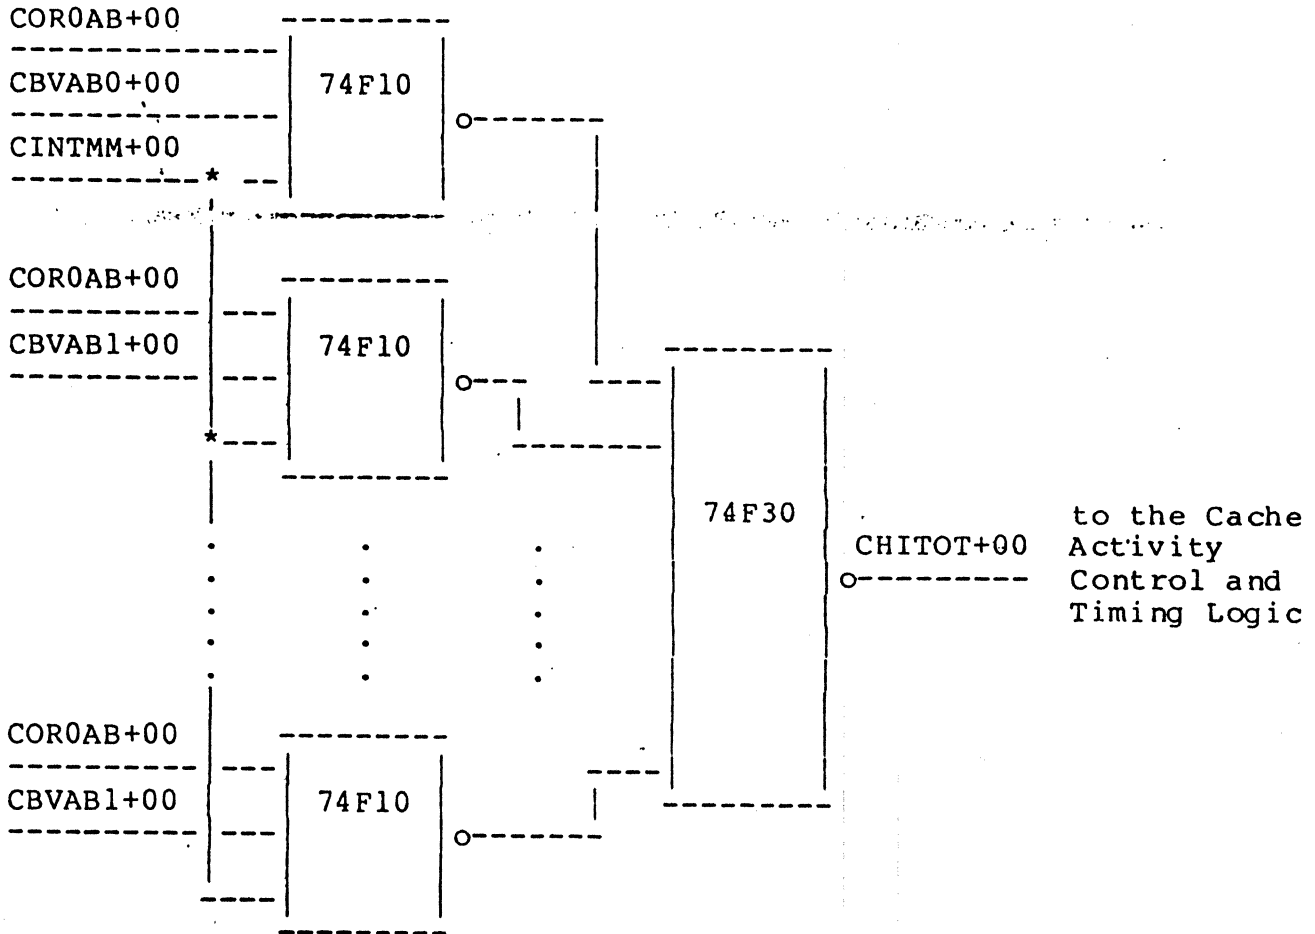 COR0AB+00
CBVAB0+00
74F10
CINTMM+00
COR0AB+00
CBVAB1+00
74F10
74F30
CHITOT+00
to the Cache
Activity
Control and
Timing Logic
COR0AB+00
CBVAB1+00
74F10